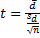 t = d̄ / (s_d / √n)